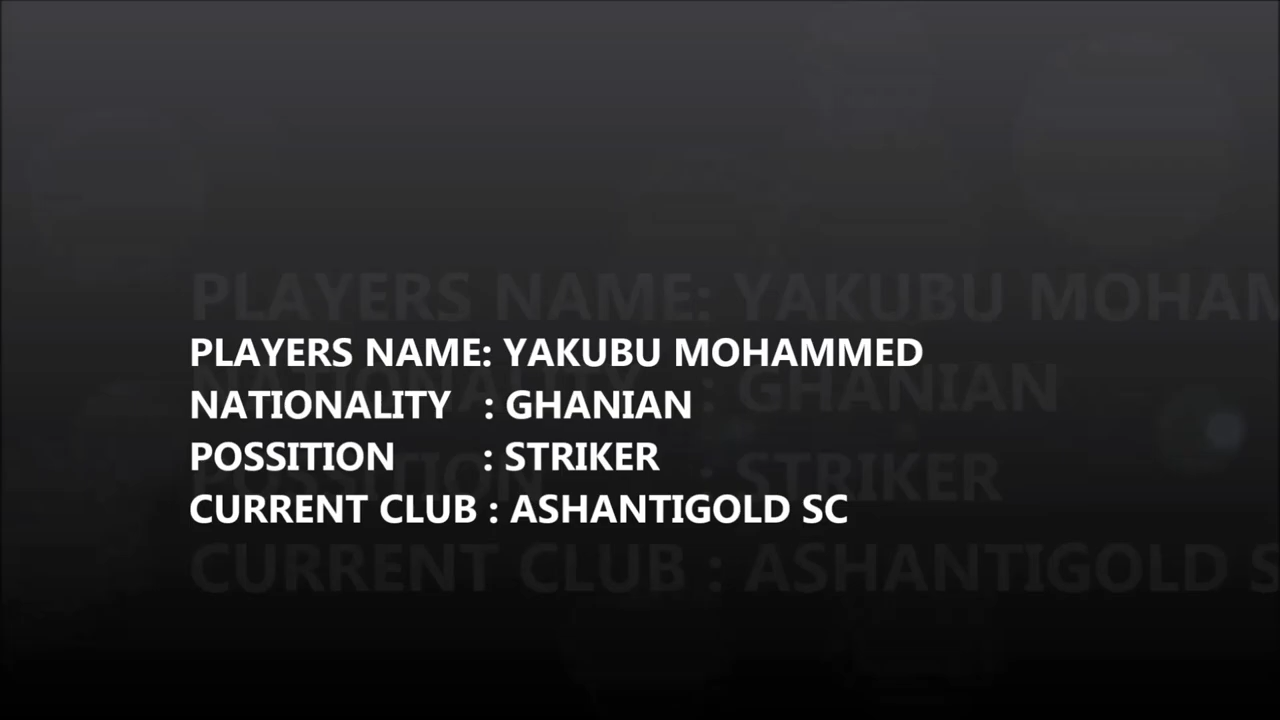 PLAYERS NAME: YAKUBU MOHAMMED
NATIONALITY : GHANIAN
POSSITION : STRIKER
CURRENT CLUB : ASHANTIGOLD SC